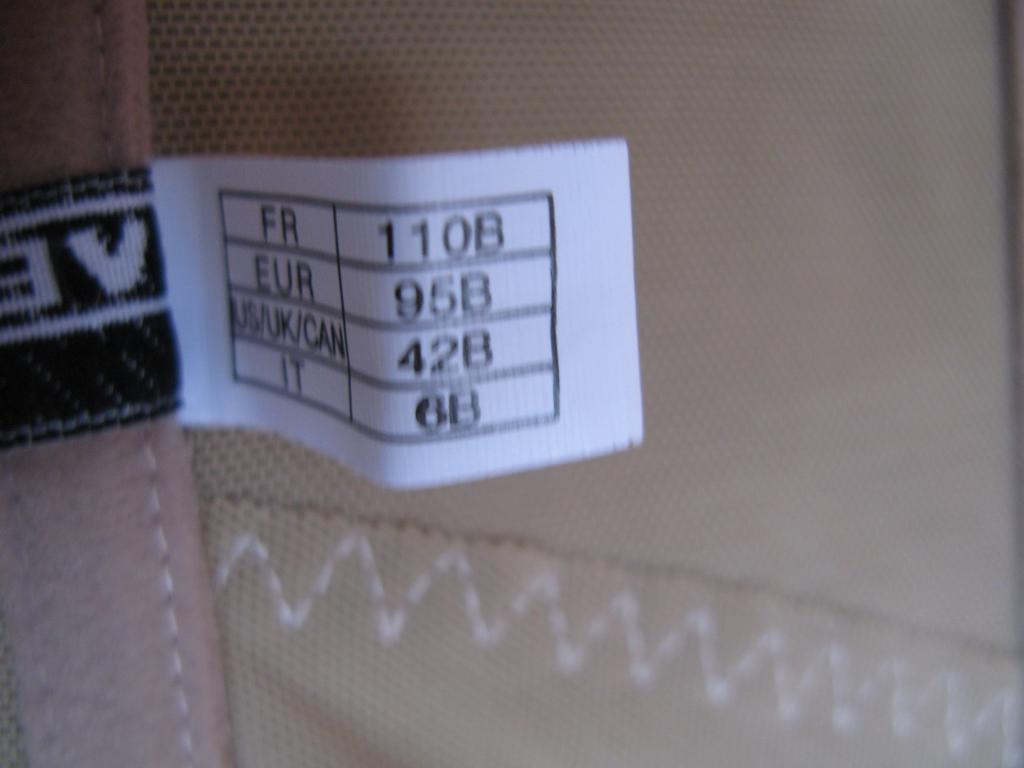 FR 110B
EUR 95B
US/UK/CAN 42B
IT 6B